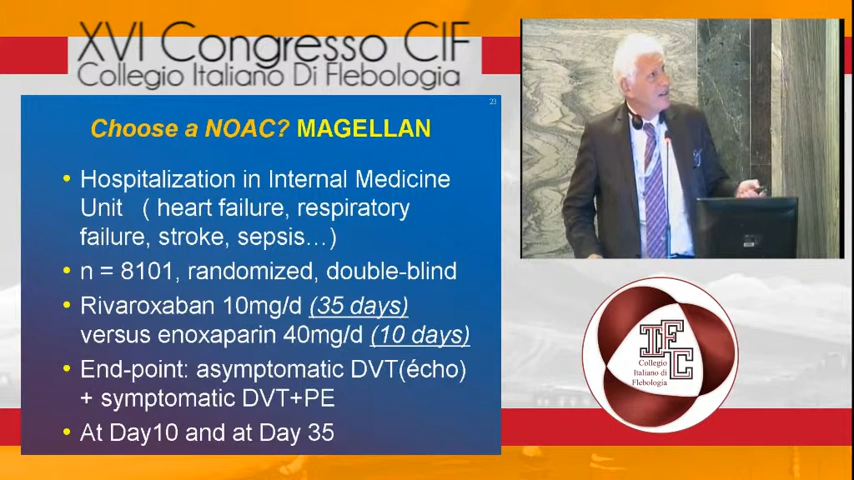 XVI Congresso CIF
Collegio Italiano Di Flebologia
23
Choose a NOAC? MAGELLAN
• Hospitalization in Internal Medicine
Unit ( heart failure, respiratory
failure, stroke, sepsis…)
• n = 8101, randomized, double-blind
• Rivaroxaban 10mg/d (35 days)
versus enoxaparin 40mg/d (10 days)
• End-point: asymptomatic DVT(écho)
+ symptomatic DVT+PE
• At Day10 and at Day 35
IFC
Collegio
Italiano di
Flebologia